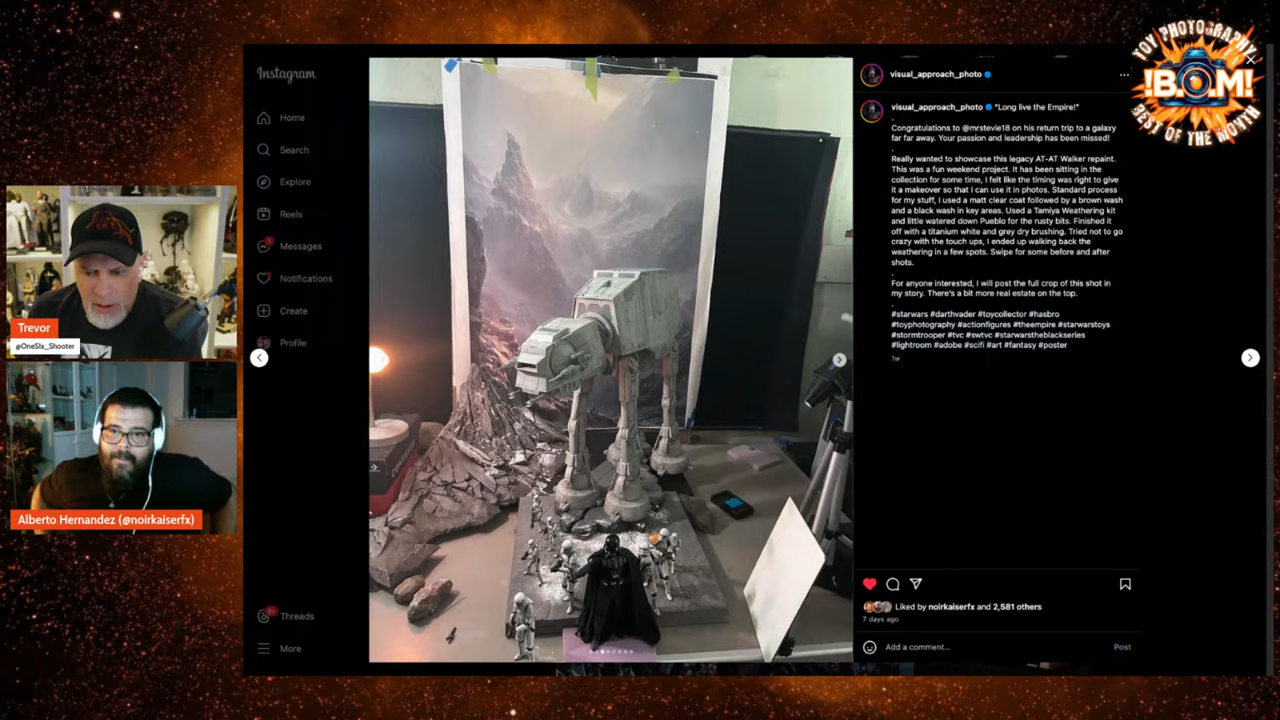 TOY PHOTOGRAPHY
!B.O.M!
BEST OF THE MONTH
Instagram
Home
Search
Explore
Reels
Messages
Notifications
Create
Profile
Threads
More
Trevor
@OneSIx_Shooter
Alberto Hernandez (@noirkaiserfx)
visual_approach_photo
visual_approach_photo "Long live the Empire!"
.
Congratulations to @mrstevie18 on his return trip to a galaxy
far far away. Your passion and leadership has been missed!
.
Really wanted to showcase this legacy AT-AT Walker repaint.
This was a fun weekend project. It has been sitting in the
collection for some time, I felt like the timing was right to give
it a makeover so that I can use it in photos. Standard process
for my stuff, I used a matt clear coat followed by a brown wash
and a black wash in key areas. Used a Tamiya Weathering kit
and little watered down Pueblo for the rusty bits. Finished it
off with a titanium white and grey dry brushing. Tried not to go
crazy with the touch ups, I ended up walking back the
weathering in a few spots. Swipe for some before and after
shots.
.
For anyone interested, I will post the full crop of this shot in
my story. There's a bit more real estate on the top.
.
#starwars #darthvader #toycollector #hasbro
#toyphotography #actionfigures #theempire #starwarstoys
#stormtrooper #tvc #swtvc #starwarstheblackseries
#lightroom #adobe #scifi #art #fantasy #poster
1w
Liked by noirkaiserfx and 2,581 others
7 days ago
Add a comment...
Post